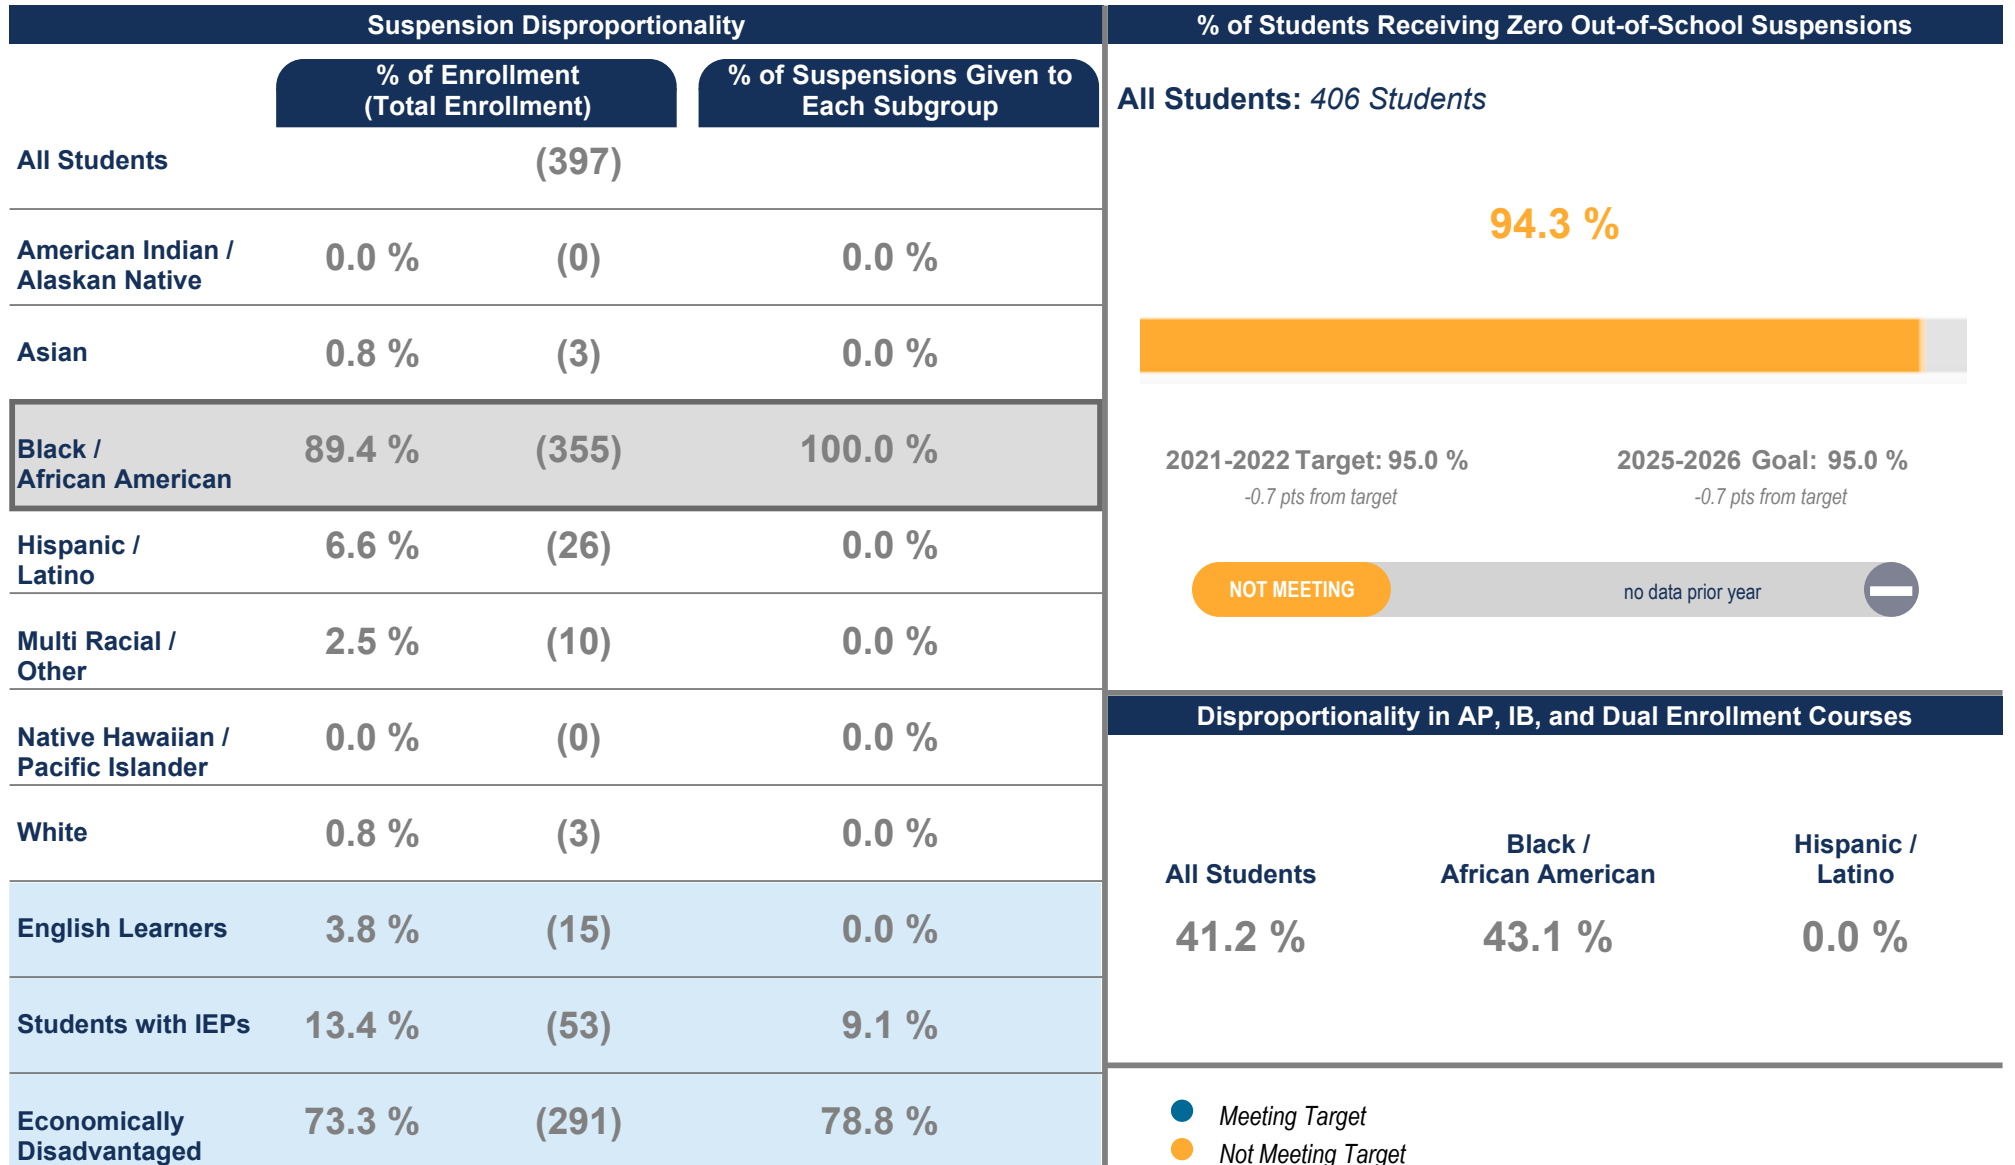 Suspension Disproportionality
% of Enrollment
(Total Enrollment)
% of Suspensions Given to
Each Subgroup
All Students
(397)
American Indian /
Alaskan Native
0.0 %
(0)
0.0 %
Asian
0.8 %
(3)
0.0 %
Black /
African American
89.4 %
(355)
100.0 %
Hispanic /
Latino
6.6 %
(26)
0.0 %
Multi Racial /
Other
2.5 %
(10)
0.0 %
Native Hawaiian /
Pacific Islander
0.0 %
(0)
0.0 %
White
0.8 %
(3)
0.0 %
English Learners
3.8 %
(15)
0.0 %
Students with IEPs
13.4 %
(53)
9.1 %
Economically
Disadvantaged
73.3 %
(291)
78.8 %
% of Students Receiving Zero Out-of-School Suspensions
All Students: 406 Students
94.3 %
2021-2022 Target: 95.0 %
-0.7 pts from target
2025-2026 Goal: 95.0 %
-0.7 pts from target
NOT MEETING
no data prior year
Disproportionality in AP, IB, and Dual Enrollment Courses
All Students
41.2 %
Black /
African American
43.1 %
Hispanic /
Latino
0.0 %
Meeting Target
Not Meeting Target